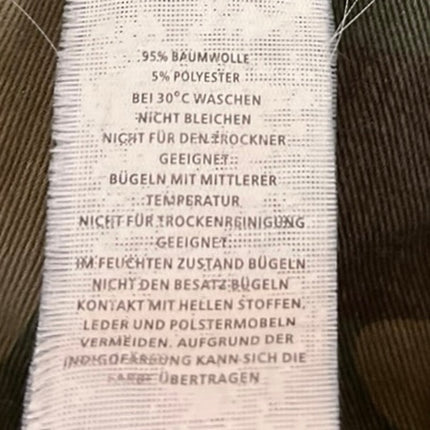 95% BAUMWOLLE
5% POLYESTER
BEI 30°C WASCHEN
NICHT BLEICHEN
NICHT FÜR DEN TROCKNER
GEEIGNET
BÜGELN MIT MITTLERER
TEMPERATUR
NICHT FÜR TROCKENREINIGUNG
GEEIGNET
IM FEUCHTEN ZUSTAND BÜGELN
NICHT DEN BESATZ BÜGELN
KONTAKT MIT HELLEN STOFFEN,
LEDER UND POLSTERMOBELN
VERMEIDEN. AUFGRUND DER
INDIGOFÄRBUNG KANN SICH DIE
FARBE ÜBERTRAGEN